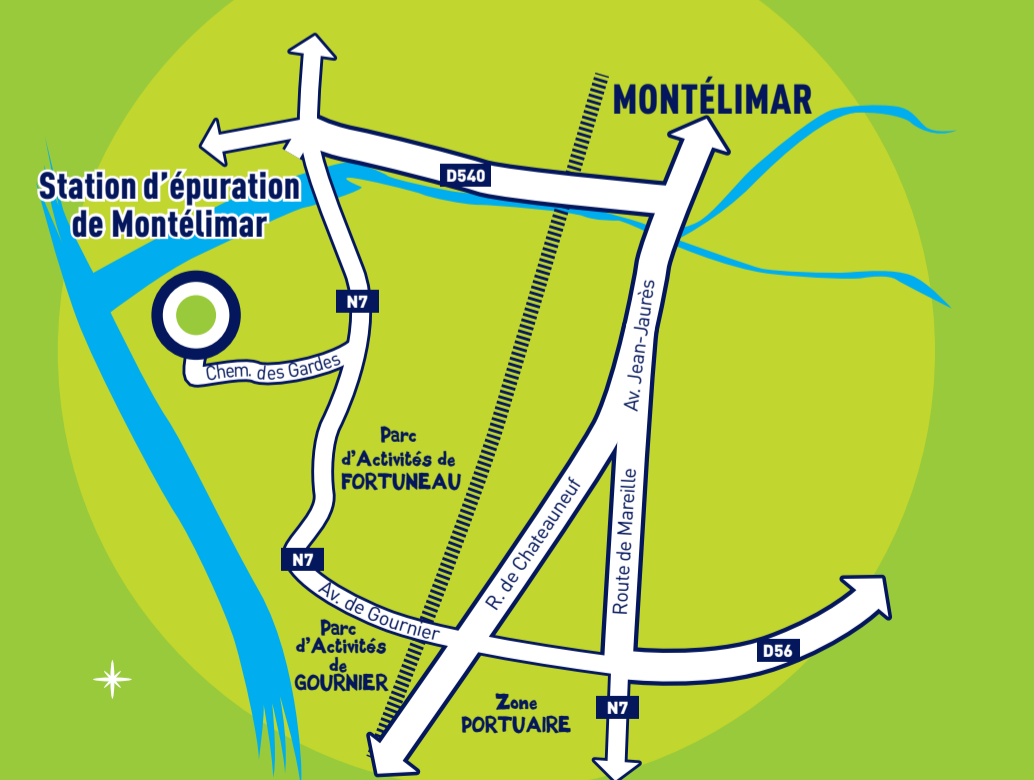 MONTÉLIMAR
D540
Station d'épuration
de Montélimar
N7
Av. Jean-Jaurès
Chem. des Gardes
Parc
d'Activités de
FORTUNEAU
R. de Chateauneuf
Route de Mareille
N7
Av. de Gournier
Parc
d'Activités
de
GOURNIER
D56
Zone
PORTUAIRE
N7